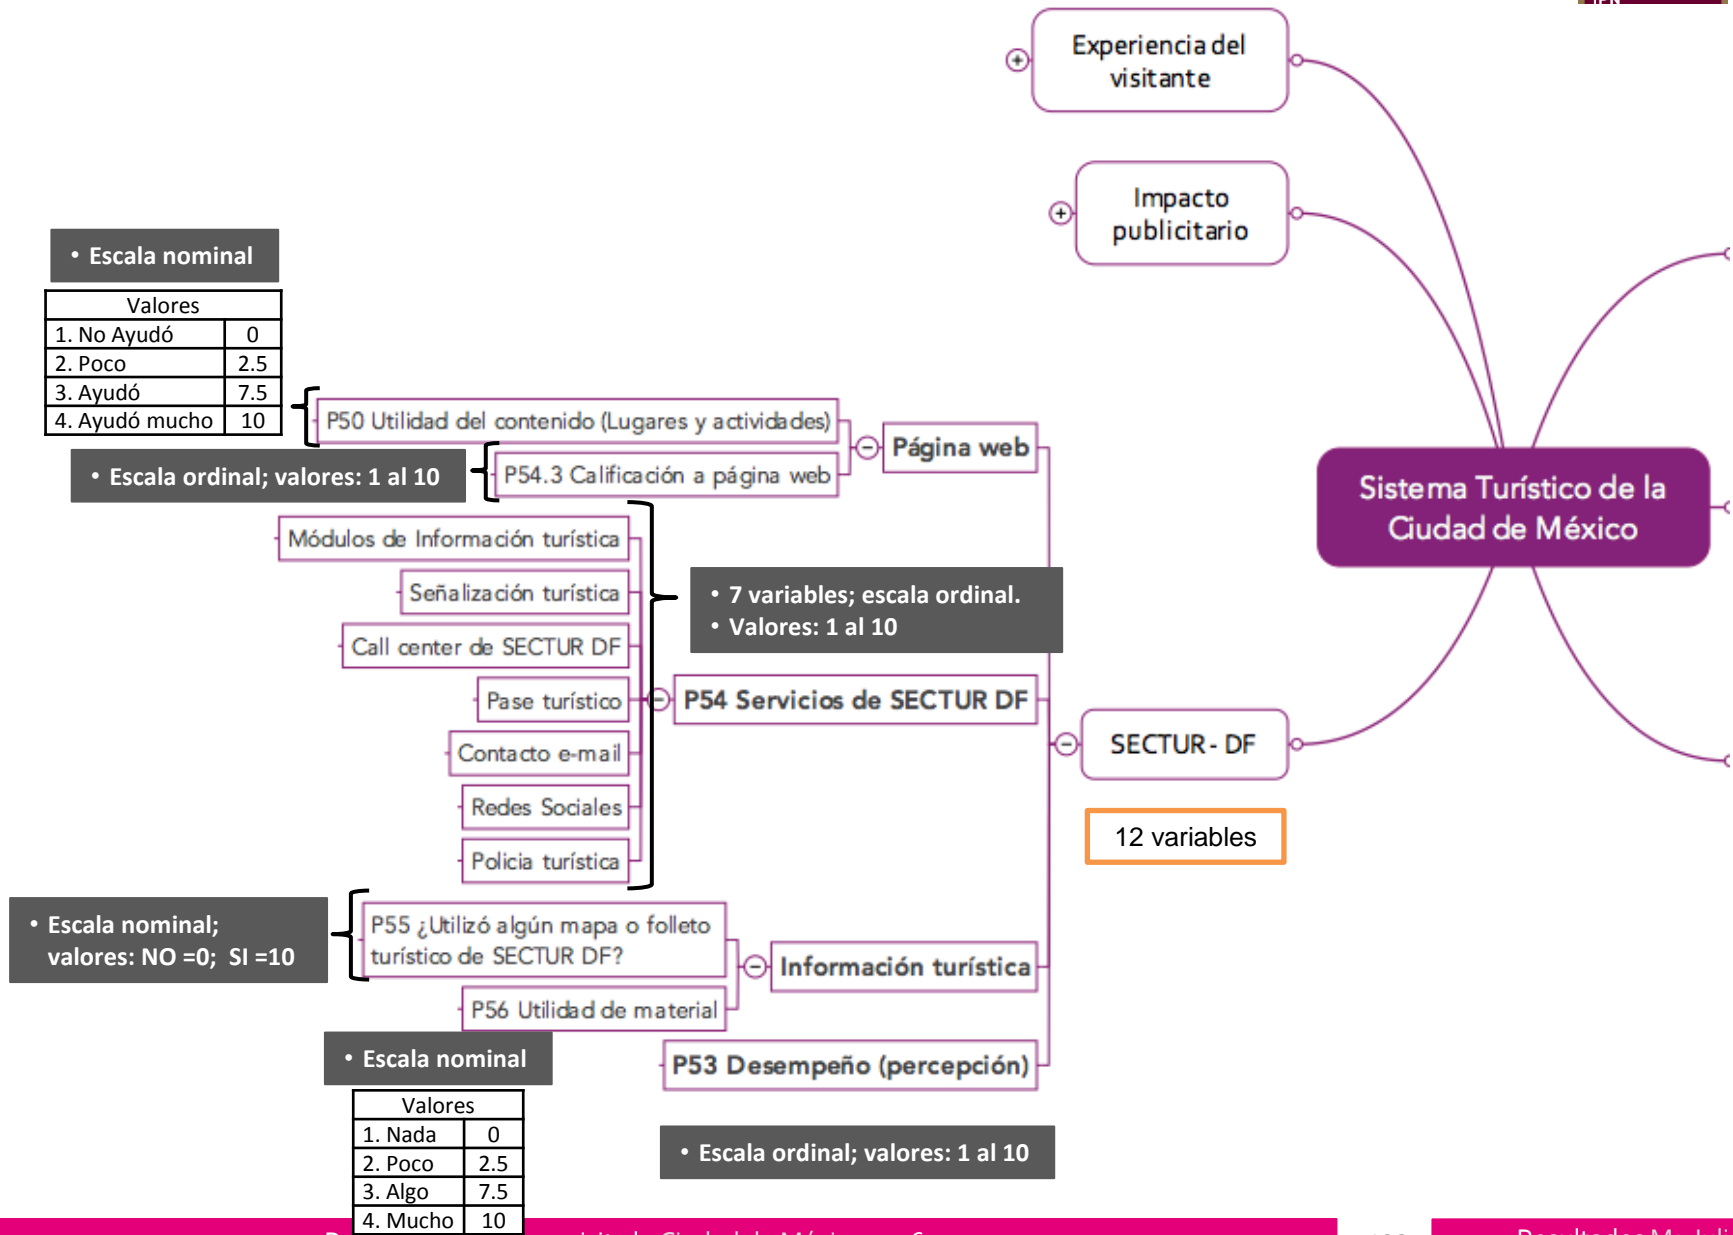 Experiencia del
visitante
Impacto
publicitario
• Escala nominal
Valores
1. No Ayudó 0
2. Poco 2.5
3. Ayudó 7.5
4. Ayudó mucho 10
P50 Utilidad del contenido (Lugares y actividades)
Página web
• Escala ordinal; valores: 1 al 10
P54.3 Calificación a página web
Sistema Turístico de la
Ciudad de México
Módulos de Información turística
Señalización turística
Call center de SECTUR DF
Pase turístico
Contacto e-mail
Redes Sociales
Policia turística
• 7 variables; escala ordinal.
• Valores: 1 al 10
P54 Servicios de SECTUR DF
SECTUR - DF
12 variables
• Escala nominal;
valores: NO =0; SI =10
P55 ¿Utilizó algún mapa o folleto
turístico de SECTUR DF?
Información turística
P56 Utilidad de material
• Escala nominal
P53 Desempeño (percepción)
Valores
1. Nada 0
2. Poco 2.5
3. Algo 7.5
4. Mucho 10
• Escala ordinal; valores: 1 al 10